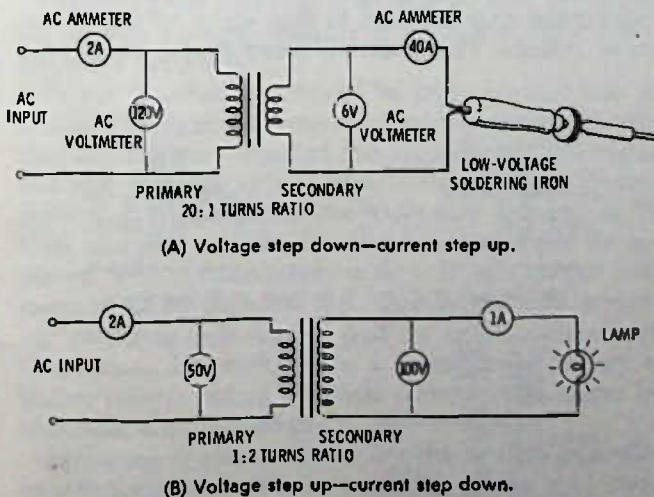 AC AMMETER
2A
AC INPUT
120V
AC VOLTMETER
PRIMARY
SECONDARY
20:1 TURNS RATIO
AC AMMETER
40A
6V
AC VOLTMETER
LOW-VOLTAGE
SOLDERING IRON
(A) Voltage step down—current step up.
2A
AC INPUT
50V
PRIMARY
SECONDARY
1:2 TURNS RATIO
100V
1A
LAMP
(B) Voltage step up—current step down.